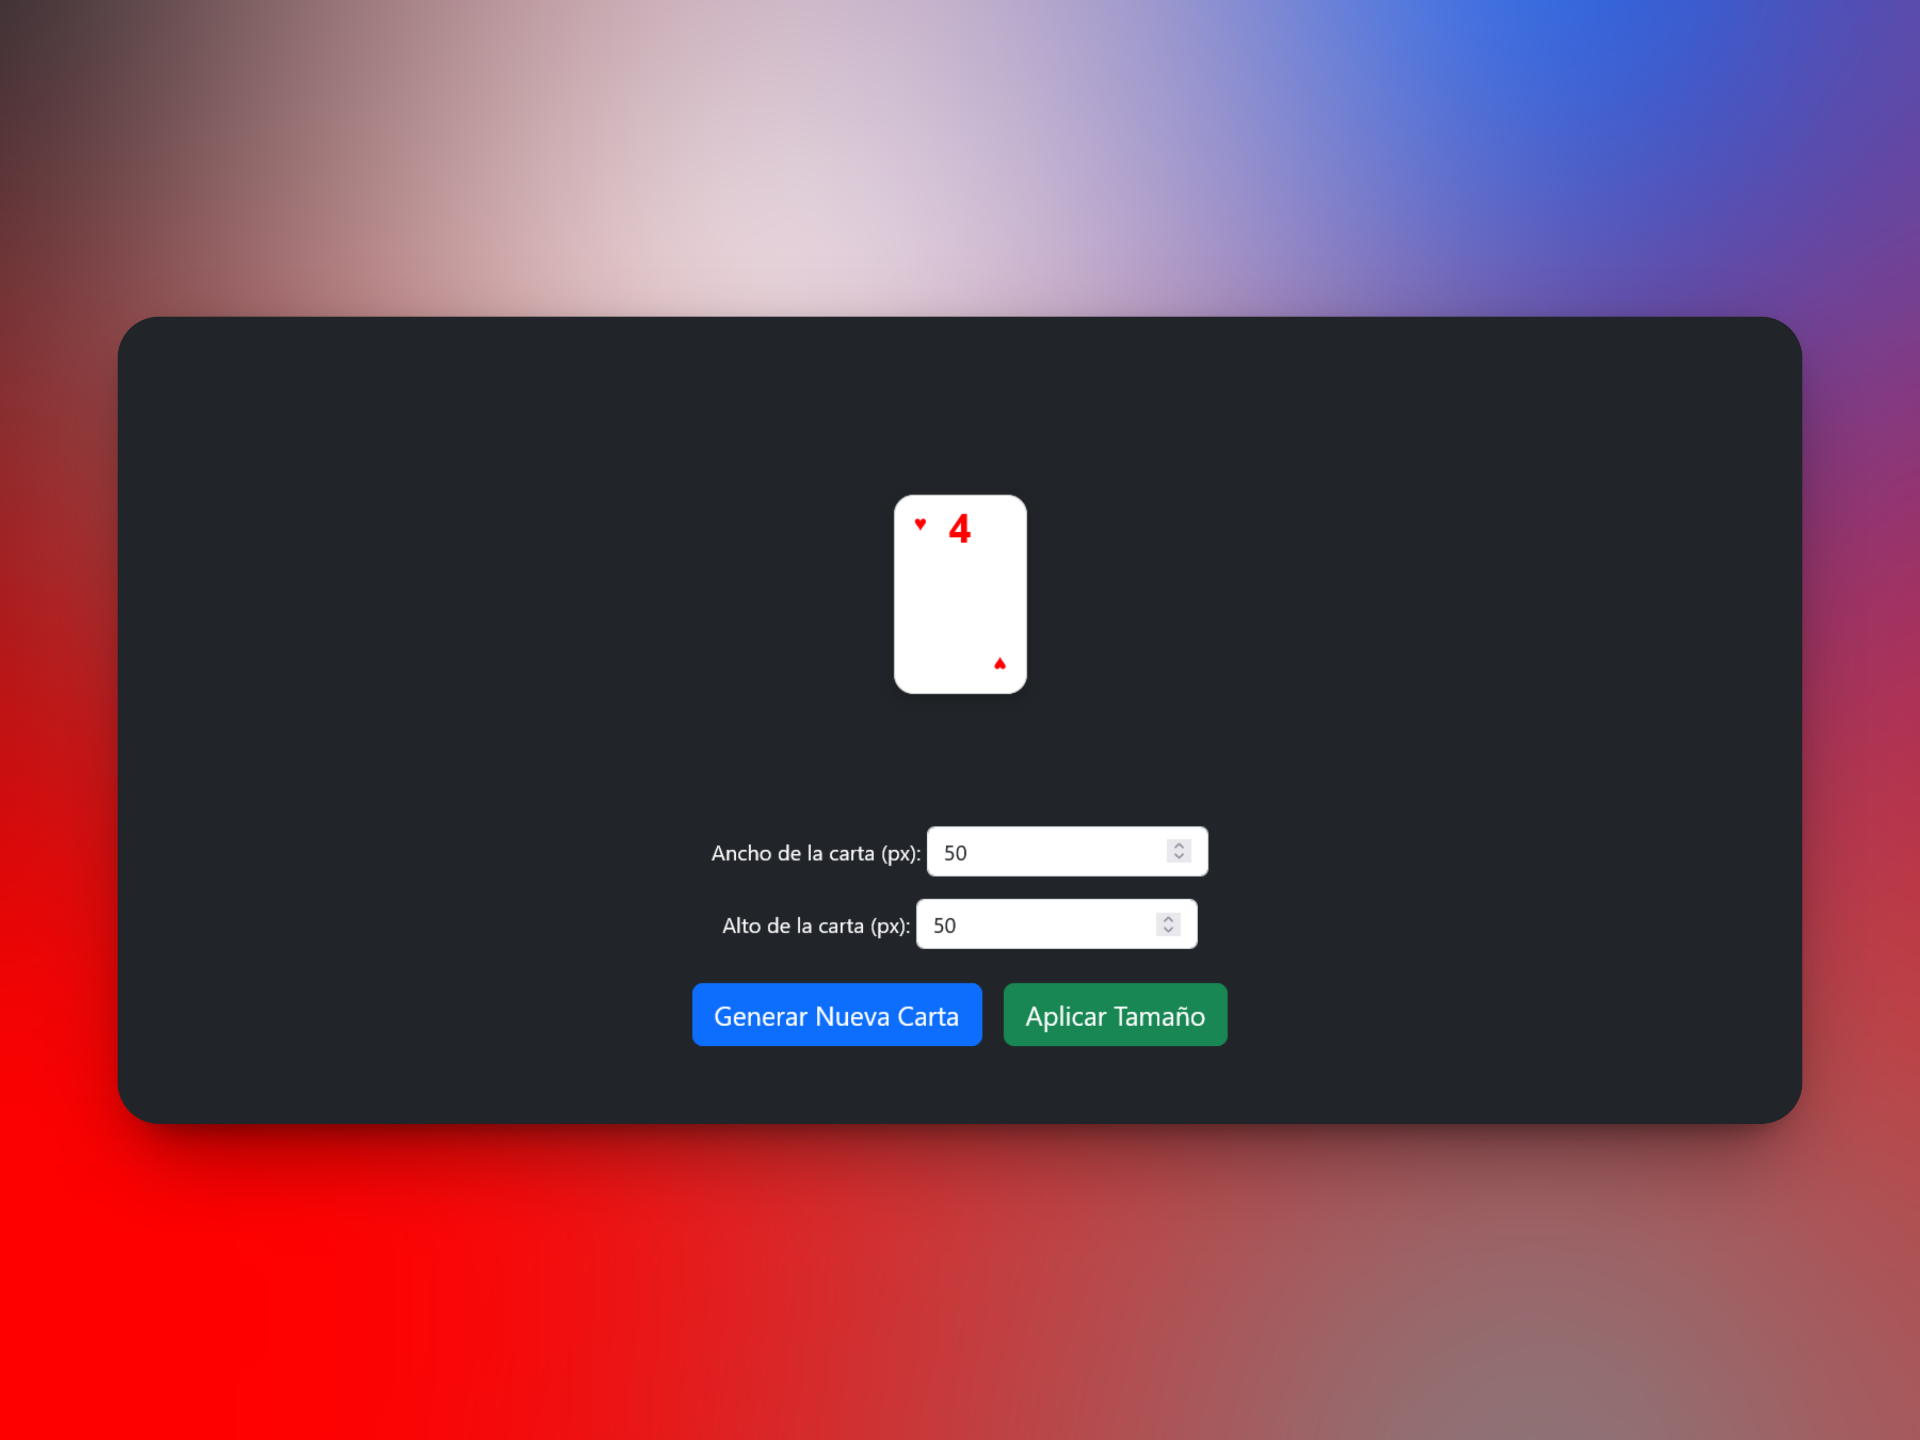 ♥ 4
♥
Ancho de la carta (px): 50
Alto de la carta (px): 50
Generar Nueva Carta Aplicar Tamaño